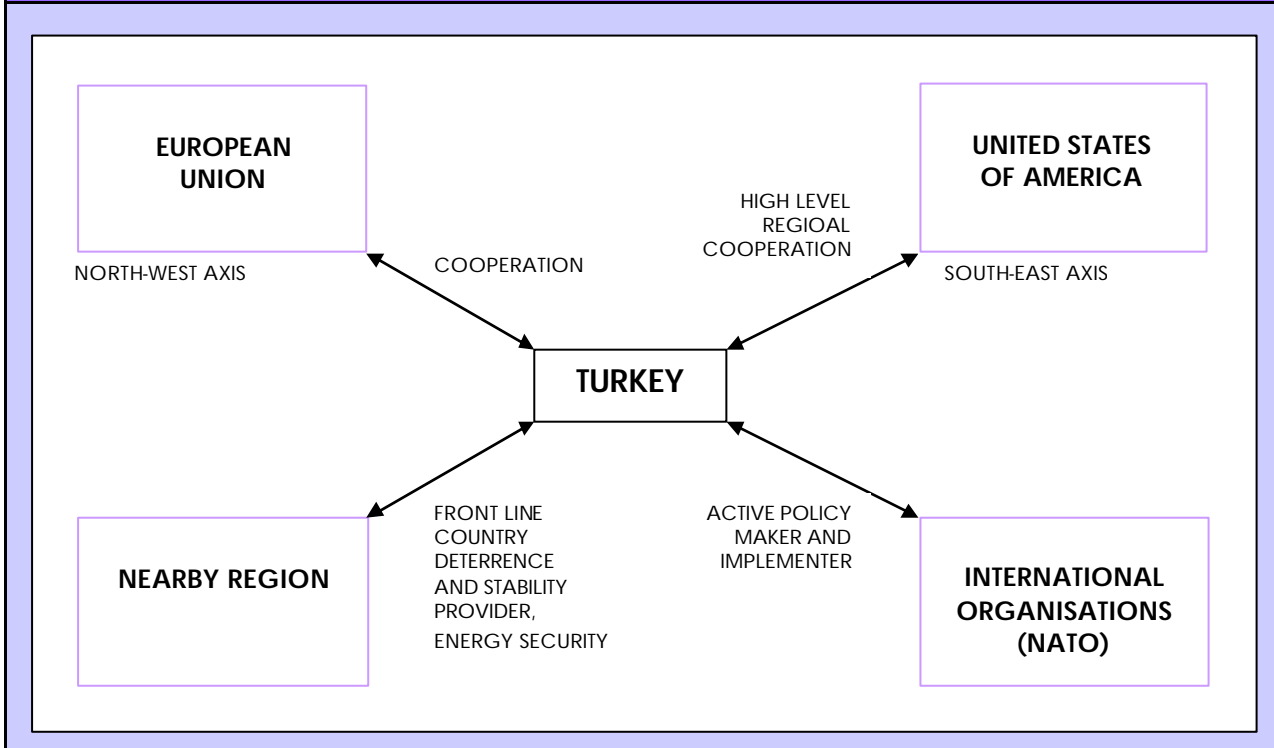 EUROPEAN
UNION
UNITED STATES
OF AMERICA
HIGH LEVEL
REGIOAL
COOPERATION
NORTH-WEST AXIS
COOPERATION
SOUTH-EAST AXIS
TURKEY
NEARBY REGION
FRONT LINE
COUNTRY
DETERRENCE
AND STABILITY
PROVIDER,
ENERGY SECURITY
ACTIVE POLICY
MAKER AND
IMPLEMENTER
INTERNATIONAL
ORGANISATIONS
(NATO)